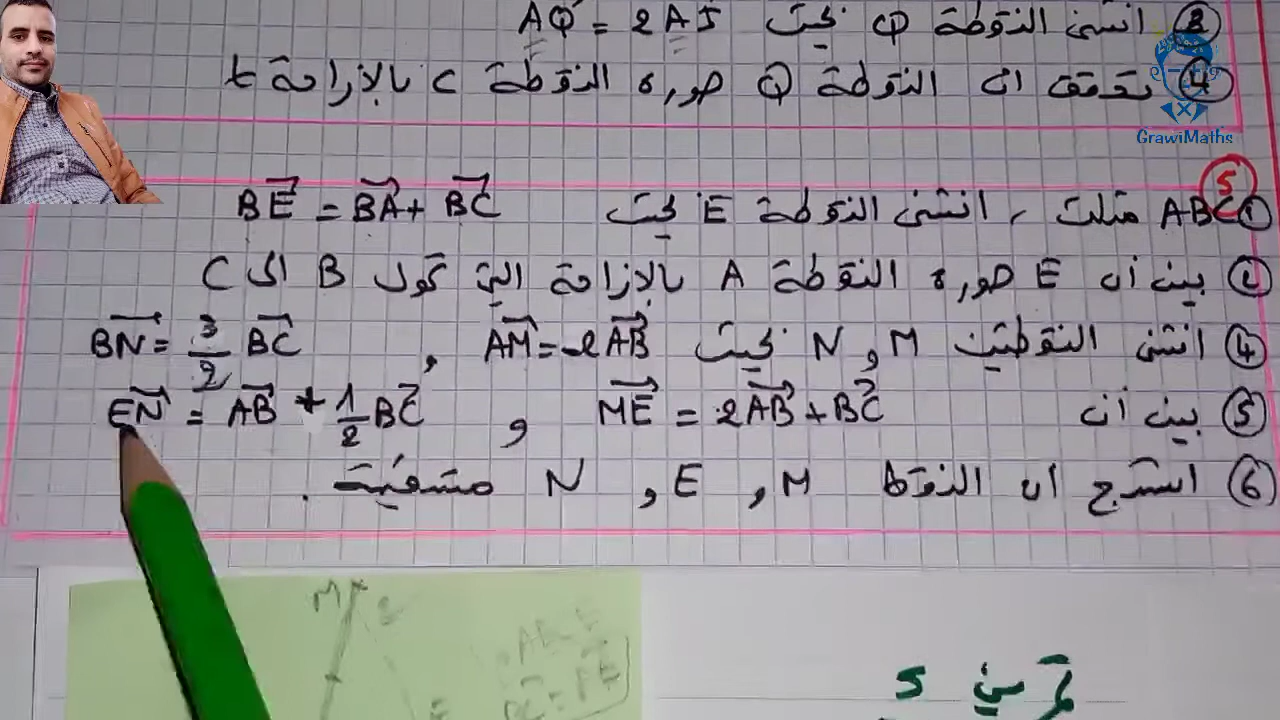 ③ انشئ النقطة Q بحيث AQ = 2AJ
④ تحقق ان النقطة Q صورة النقطة C بالإزاحة t
GrawiMaths
5
① ABC مثلث , انشئ النقطة E بحيث BE = BA + BC
② بين أن E صورة النقطة A بالإزاحة التي تحول B الى C
④ انشئ النقطتين M و N بحيث AM = -2AB , BN = 3/2 BC
⑤ بين ان ME = 2AB + BC و EN = AB + 1/2 BC
⑥ استنتج ان النقط M و E و N مستقيمية .
M
E
تمرين 5